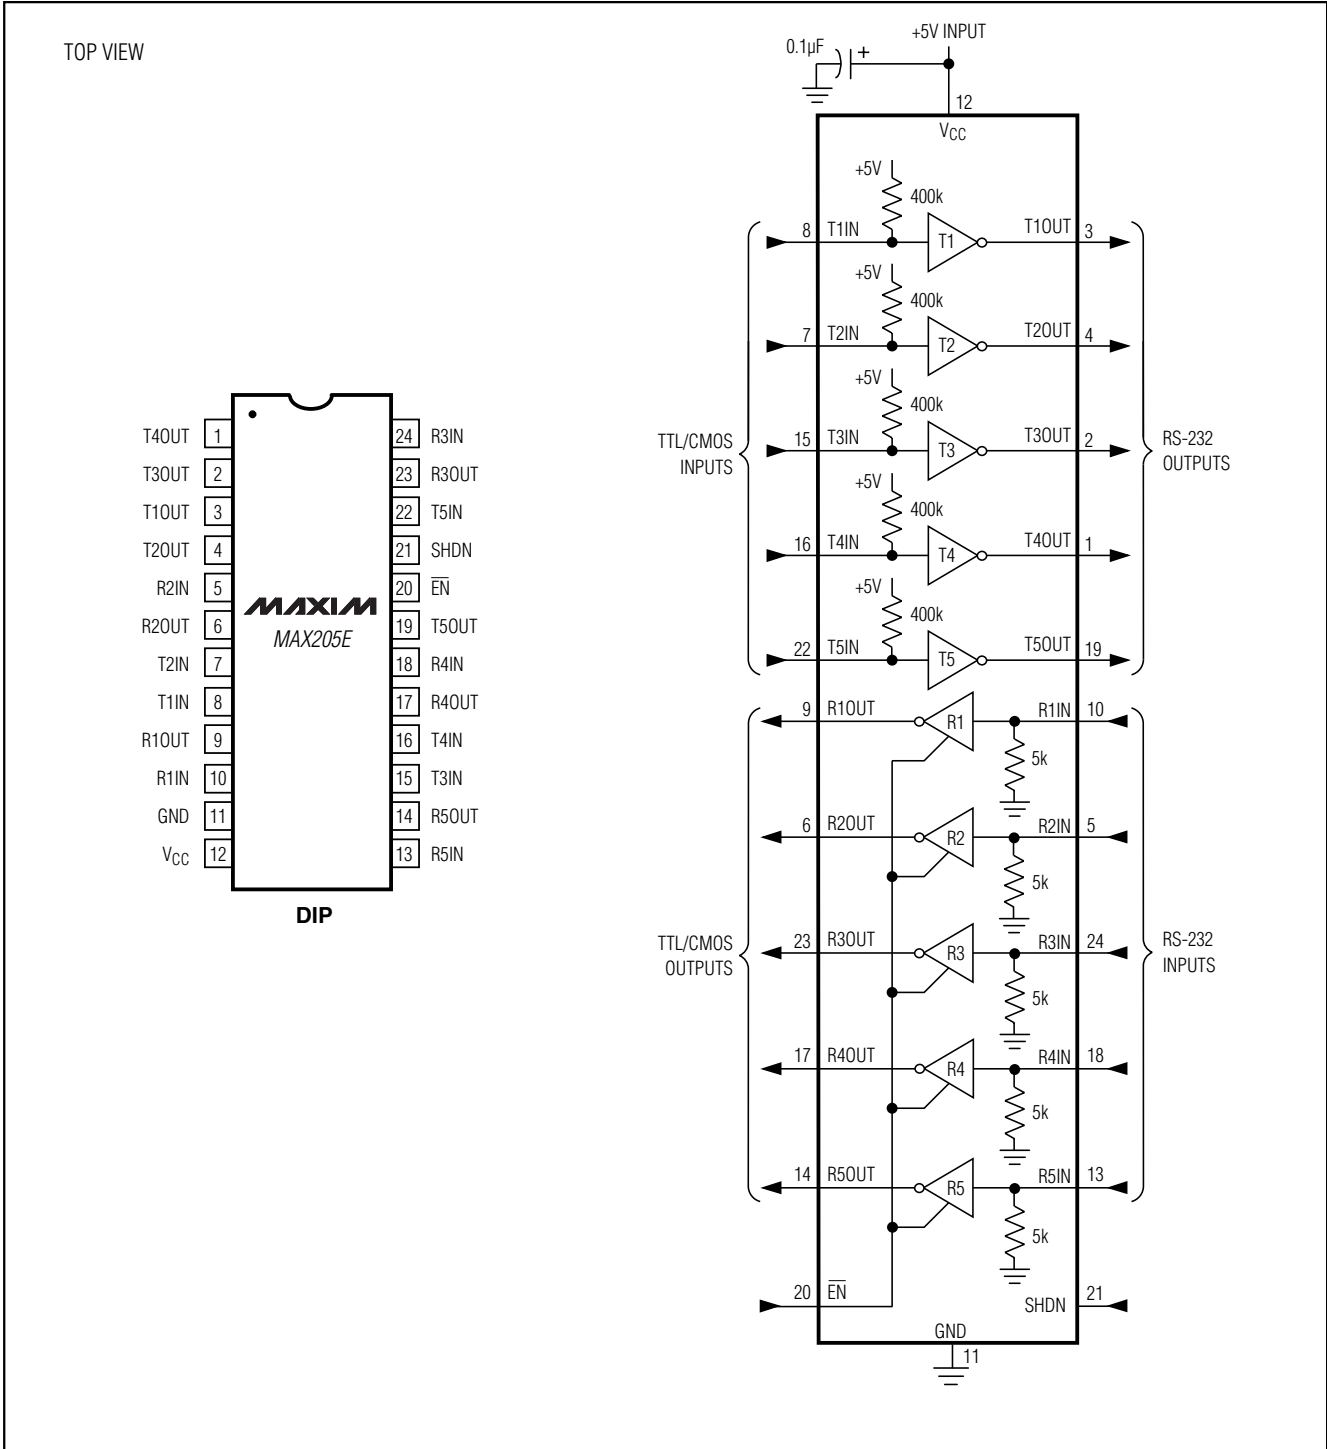 TOP VIEW
T4OUT 1
T3OUT 2
T1OUT 3
T2OUT 4
R2IN 5
R2OUT 6
T2IN 7
T1IN 8
R1OUT 9
R1IN 10
GND 11
VCC 12
24 R3IN
23 R3OUT
22 T5IN
21 SHDN
20 E̅N̅
19 T5OUT
18 R4IN
17 R4OUT
16 T4IN
15 T3IN
14 R5OUT
13 R5IN
MAXIM
MAX205E
DIP
+5V INPUT
0.1µF +
12
VCC
+5V
400k
8 T1IN T1 T1OUT 3
+5V
400k
7 T2IN T2 T2OUT 4
+5V
400k
15 T3IN T3 T3OUT 2
TTL/CMOS
INPUTS
RS-232
OUTPUTS
+5V
400k
16 T4IN T4 T4OUT 1
+5V
400k
22 T5IN T5 T5OUT 19
9 R1OUT R1 R1IN 10
5k
6 R2OUT R2 R2IN 5
5k
23 R3OUT R3 R3IN 24
5k
TTL/CMOS
OUTPUTS
RS-232
INPUTS
17 R4OUT R4 R4IN 18
5k
14 R5OUT R5 R5IN 13
5k
20 E̅N̅
SHDN 21
GND
11